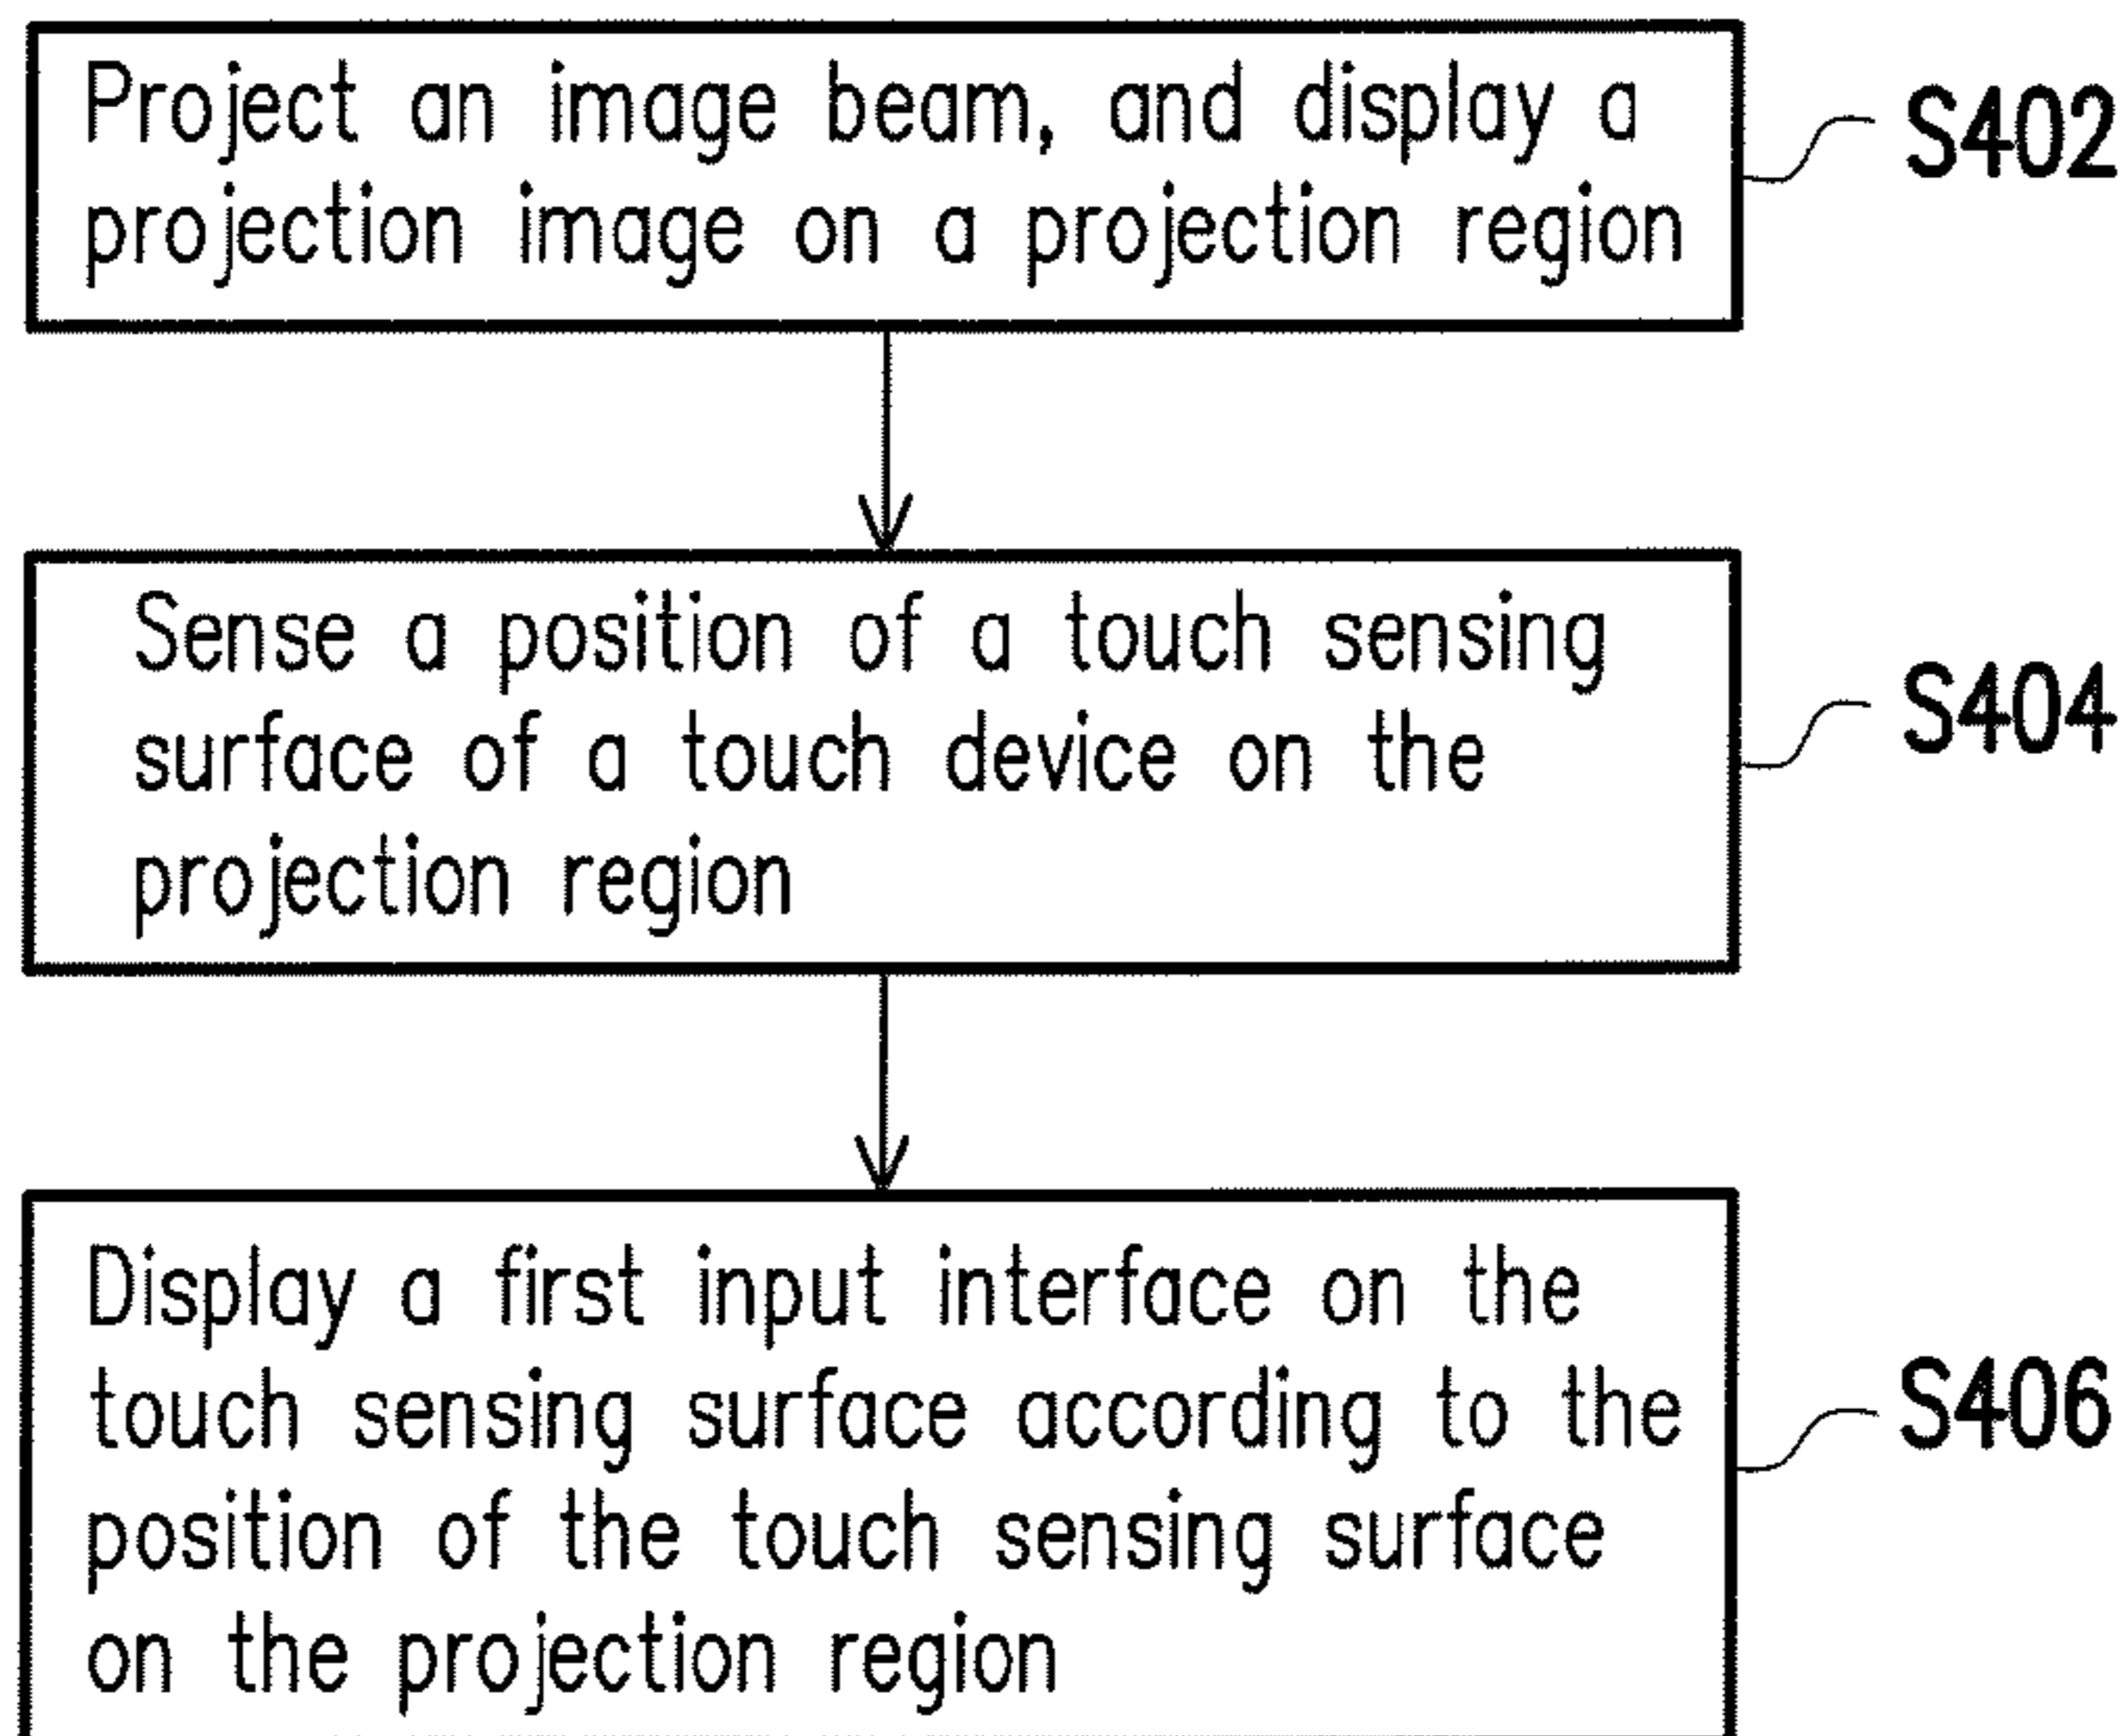 Project an image beam, and display a
projection image on a projection region
S402
Sense a position of a touch sensing
surface of a touch device on the
projection region
S404
Display a first input interface on the
touch sensing surface according to the
position of the touch sensing surface
on the projection region
S406